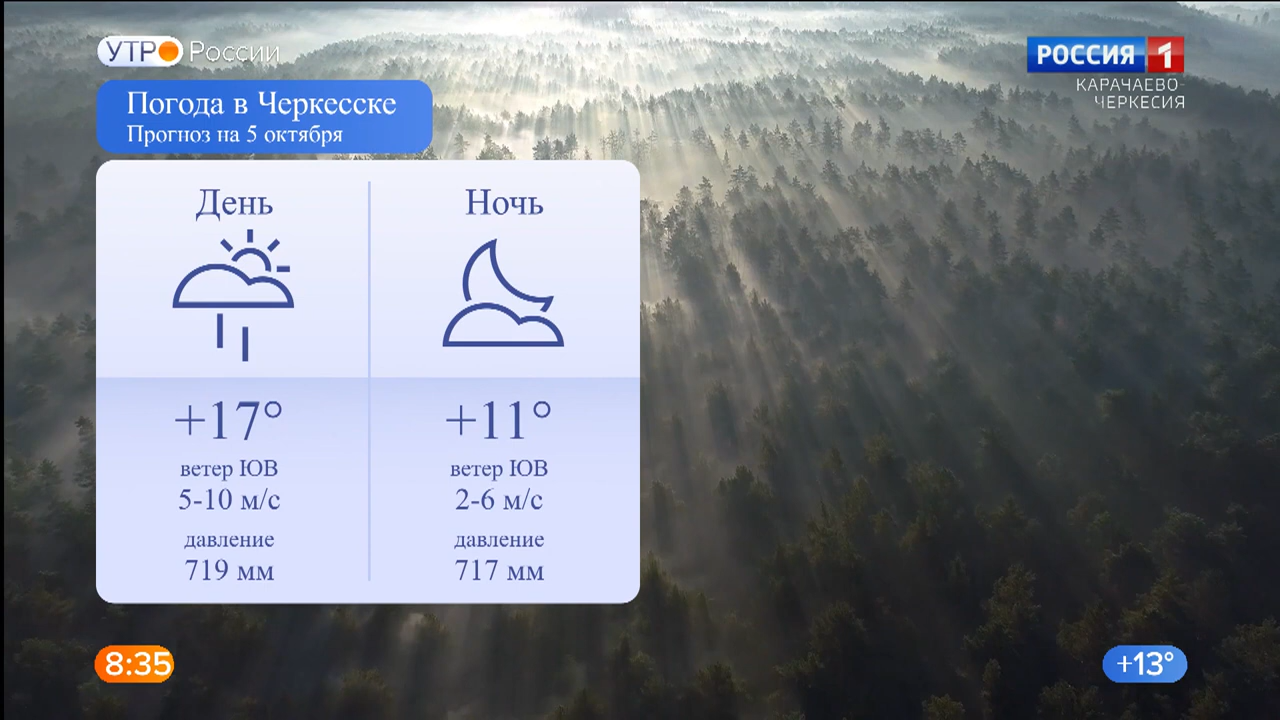 УТРО России
РОССИЯ 1
КАРАЧАЕВО-
ЧЕРКЕСИЯ
Погода в Черкесске
Прогноз на 5 октября
День
Ночь
+17°
+11°
ветер ЮВ
ветер ЮВ
5-10 м/с
2-6 м/с
давление
давление
719 мм
717 мм
8:35
+13°